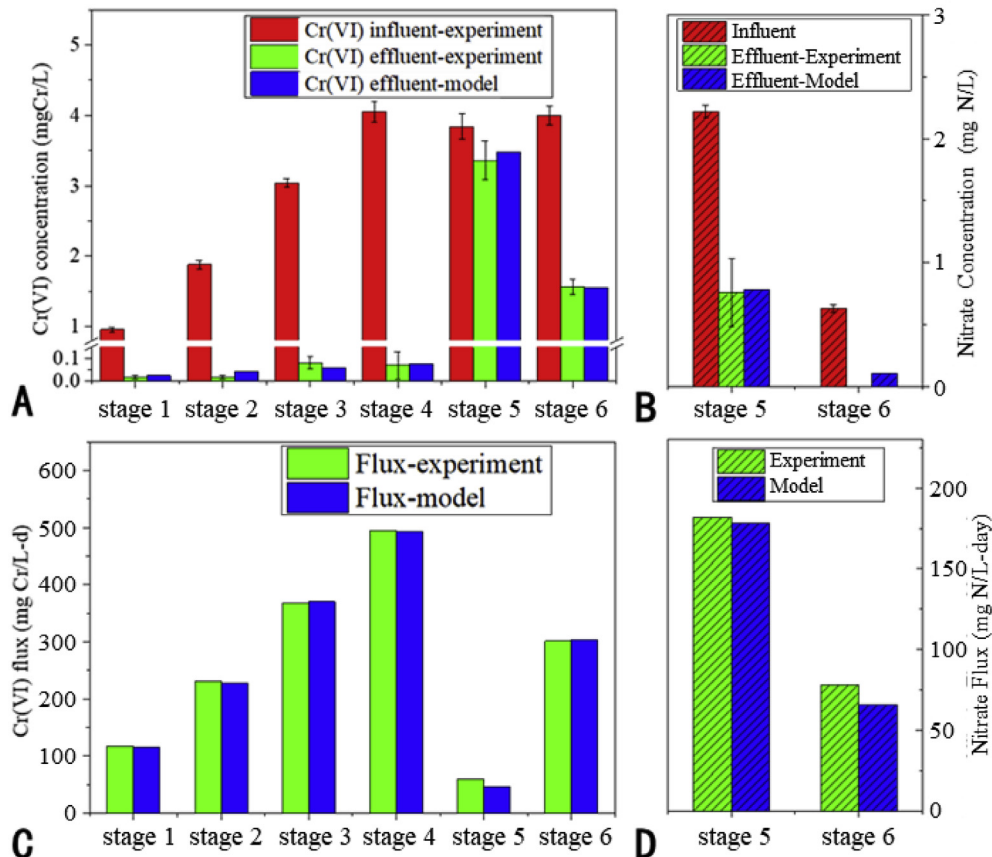 Cr(VI) influent-experiment
Cr(VI) effluent-experiment
Cr(VI) effluent-model
Cr(VI) concentration (mgCr/L)
5
4
3
2
1
0.1
0.0
stage 1 stage 2 stage 3 stage 4 stage 5 stage 6
A
Influent
Effluent-Experiment
Effluent-Model
3
2
1
0
Nitrate Concentration (mg N/L)
stage 5 stage 6
B
Flux-experiment
Flux-model
Cr(VI) flux (mg Cr/L-d)
600
500
400
300
200
100
0
stage 1 stage 2 stage 3 stage 4 stage 5 stage 6
C
Experiment
Model
200
150
100
50
0
Nitrate Flux (mg N/L-day)
stage 5 stage 6
D